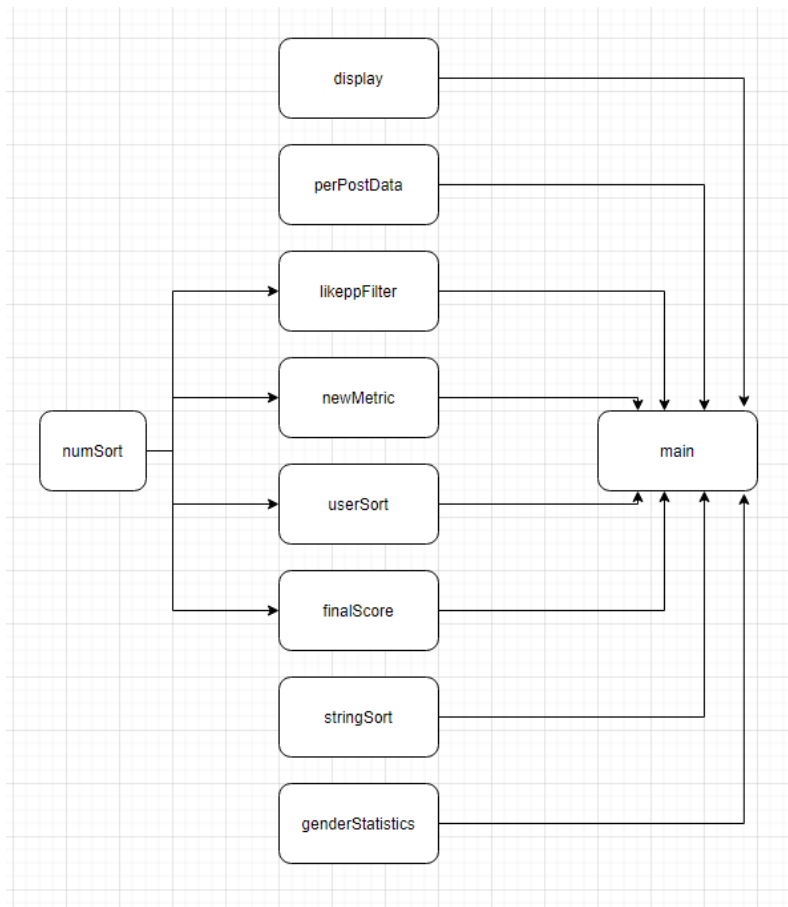 display
perPostData
likeppFilter
newMetric
numSort
main
userSort
finalScore
stringSort
genderStatistics